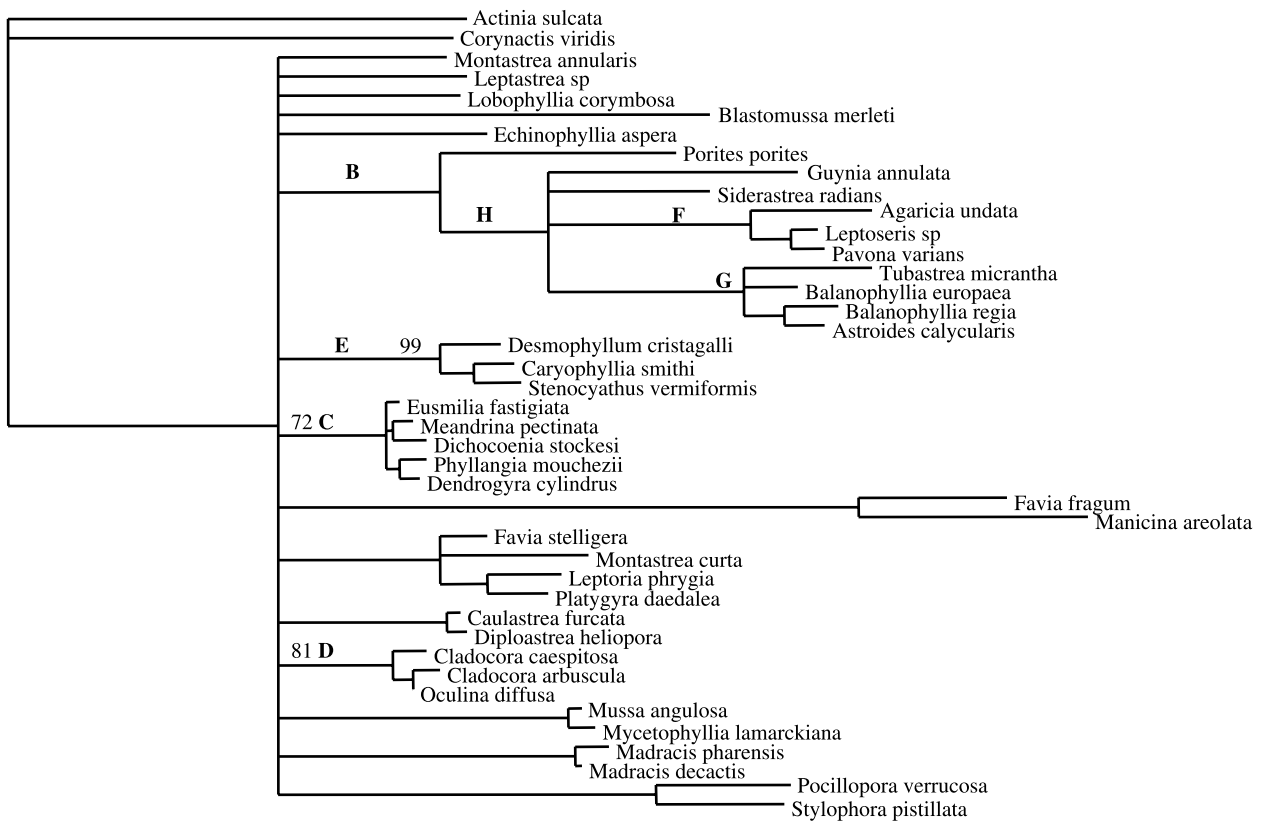 Actinia sulcata
Corynactis viridis
Montastrea annularis
Leptastrea sp
Lobophyllia corymbosa
Blastomussa merleti
Echinophyllia aspera
Porites porites
B
Guynia annulata
Siderastrea radians
H
F
Agaricia undata
Leptoseris sp
Pavona varians
Tubastrea micrantha
G
Balanophyllia europaea
Balanophyllia regia
Astroides calycularis
E 99
Desmophyllum cristagalli
Caryophyllia smithi
Stenocyathus vermiformis
Eusmilia fastigiata
72 C
Meandrina pectinata
Dichocoenia stockesi
Phyllangia mouchezii
Dendrogyra cylindrus
Favia fragum
Manicina areolata
Favia stelligera
Montastrea curta
Leptoria phrygia
Platygyra daedalea
Caulastrea furcata
Diploastrea heliopora
81 D
Cladocora caespitosa
Cladocora arbuscula
Oculina diffusa
Mussa angulosa
Mycetophyllia lamarckiana
Madracis pharensis
Madracis decactis
Pocillopora verrucosa
Stylophora pistillata